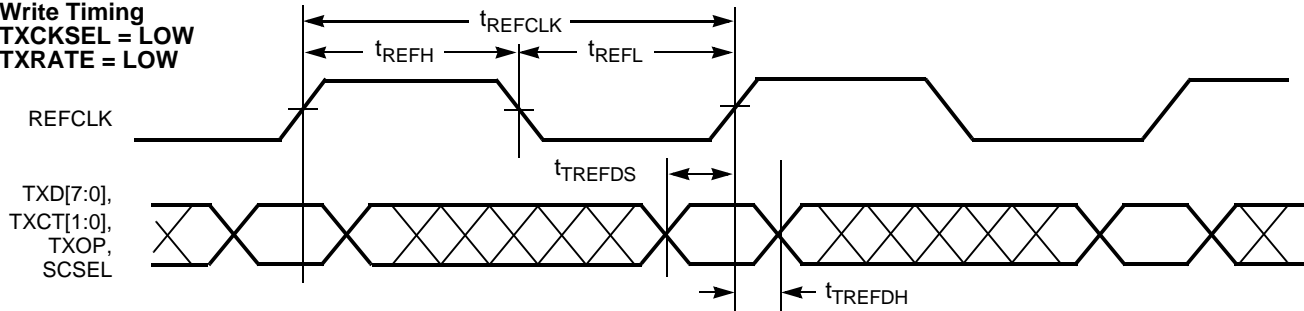 Write Timing
TXCKSEL = LOW
TXRATE = LOW
tREFCLK
tREFH
tREFL
REFCLK
tTREFDS
TXD[7:0],
TXCT[1:0],
TXOP,
SCSEL
tTREFDH